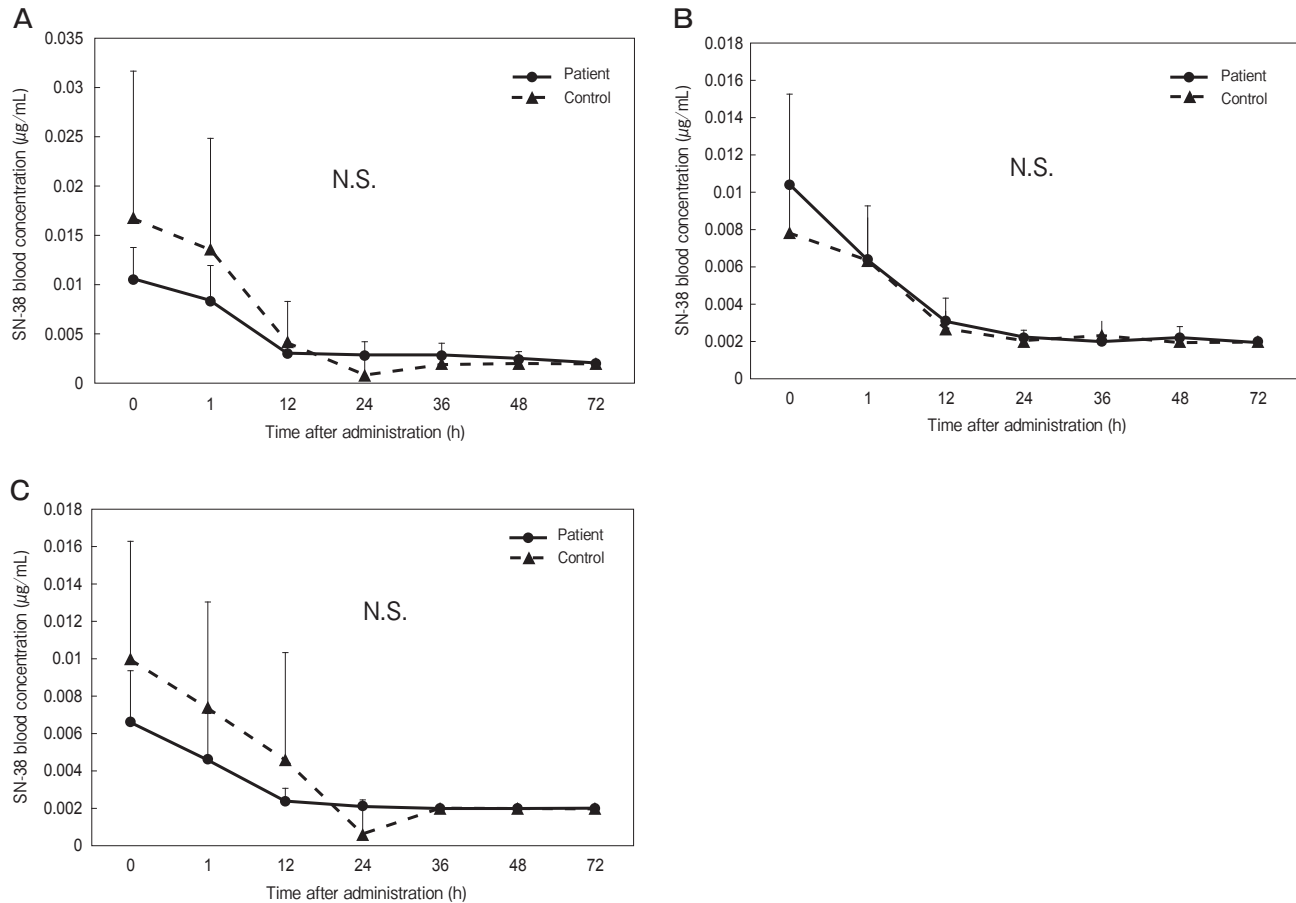 A
SN-38 blood concentration (μg/mL)
0.035
0.03
0.025
0.02
0.015
0.01
0.005
0
Patient
Control
N.S.
0 1 12 24 36 48 72
Time after administration (h)
B
SN-38 blood concentration (μg/mL)
0.018
0.016
0.014
0.012
0.01
0.008
0.006
0.004
0.002
0
Patient
Control
N.S.
0 1 12 24 36 48 72
Time after administration (h)
C
SN-38 blood concentration (μg/mL)
0.018
0.016
0.014
0.012
0.01
0.008
0.006
0.004
0.002
0
Patient
Control
N.S.
0 1 12 24 36 48 72
Time after administration (h)